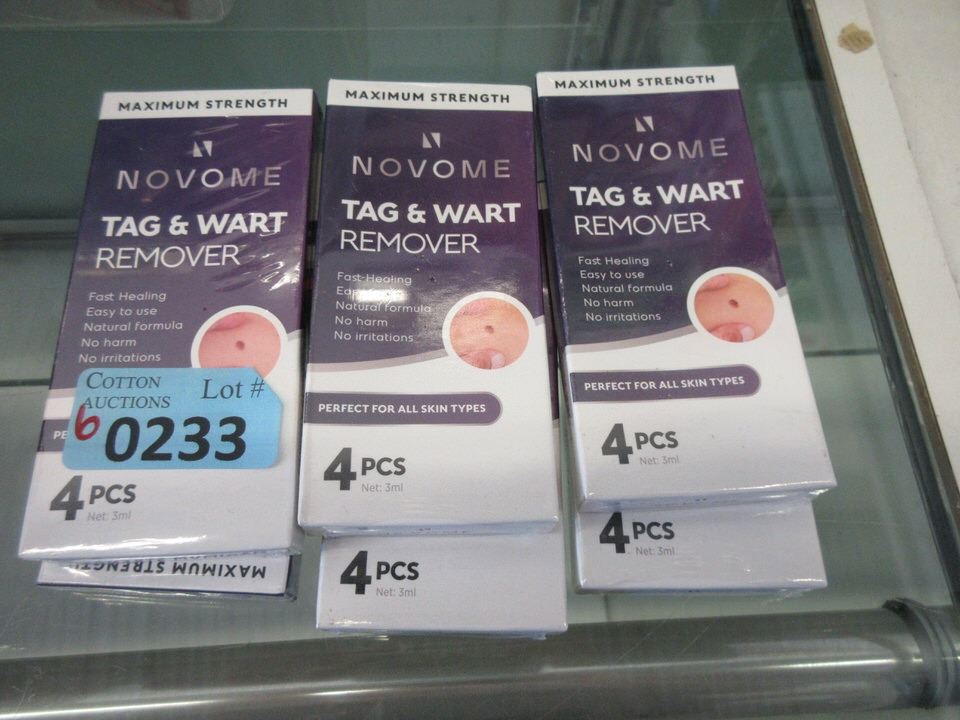 MAXIMUM STRENGTH
NOVOME
TAG & WART
REMOVER
Fast Healing
Easy to use
Natural formula
No harm
No irritations
COTTON
AUCTIONS
Lot #
6
0233
PE
4 PCS
Net: 3ml
MAXIMUM STRENGTH
MAXIMUM STRENGTH
NOVOME
TAG & WART
REMOVER
Fast Healing
Natural formula
No harm
No irritations
PERFECT FOR ALL SKIN TYPES
4 PCS
Net: 3ml
4 PCS
Net: 3ml
MAXIMUM STRENGTH
NOVOME
TAG & WART
REMOVER
Fast Healing
Easy to use
Natural formula
No harm
No irritations
PERFECT FOR ALL SKIN TYPES
4 PCS
Net: 3ml
4 PCS
Net: 3ml